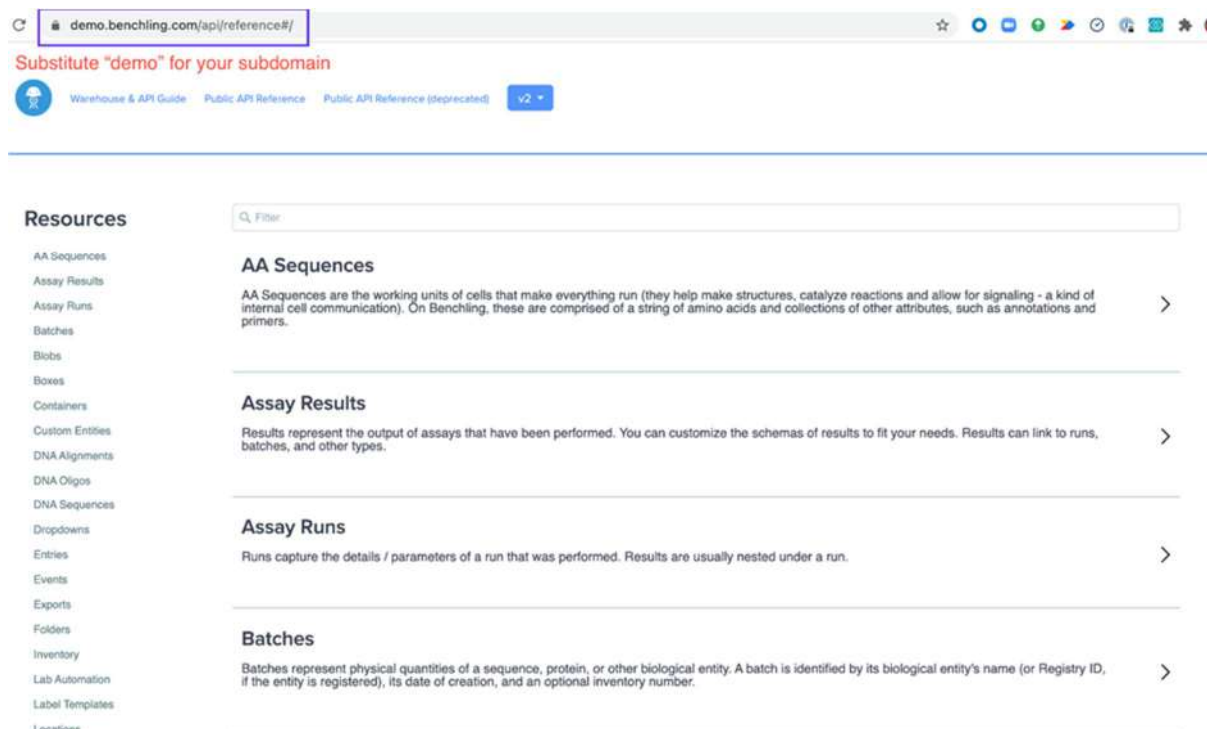 demo.benchling.com/api/reference#/
Substitute “demo” for your subdomain
Warehouse & API Guide Public API Reference Public API Reference (deprecated) v2
Resources
Filter
AA Sequences
Assay Results
Assay Runs
Batches
Blobs
Boxes
Containers
Custom Entities
DNA Alignments
DNA Oligos
DNA Sequences
Dropdowns
Entries
Events
Exports
Folders
Inventory
Lab Automation
Label Templates
Locations
AA Sequences
AA Sequences are the working units of cells that make everything run (they help make structures, catalyze reactions and allow for signaling - a kind of
internal cell communication). On Benchling, these are comprised of a string of amino acids and collections of other attributes, such as annotations and
primers.
Assay Results
Results represent the output of assays that have been performed. You can customize the schemas of results to fit your needs. Results can link to runs,
batches, and other types.
Assay Runs
Runs capture the details / parameters of a run that was performed. Results are usually nested under a run.
Batches
Batches represent physical quantities of a sequence, protein, or other biological entity. A batch is identified by its biological entity's name (or Registry ID,
if the entity is registered), its date of creation, and an optional inventory number.